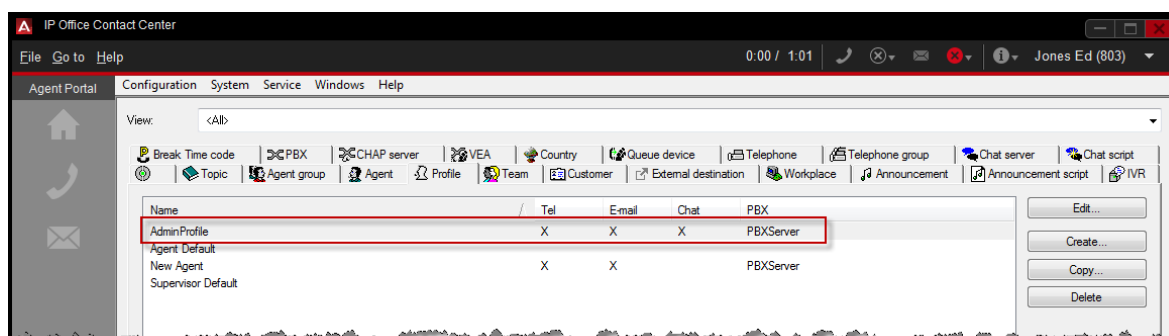 IP Office Contact Center
File Go to Help 0:00 / 1:01 Jones Ed (803)
Agent Portal Configuration System Service Windows Help
View: <All>
Break Time code PBX CHAP server VEA Country Queue device Telephone Telephone group Chat server Chat script
Topic Agent group Agent Profile Team Customer External destination Workplace Announcement Announcement script IVR
Name / Tel E-mail Chat PBX Edit...
AdminProfile X X X PBXServer
Create...
Agent Default
New Agent X X PBXServer Copy...
Supervisor Default
Delete